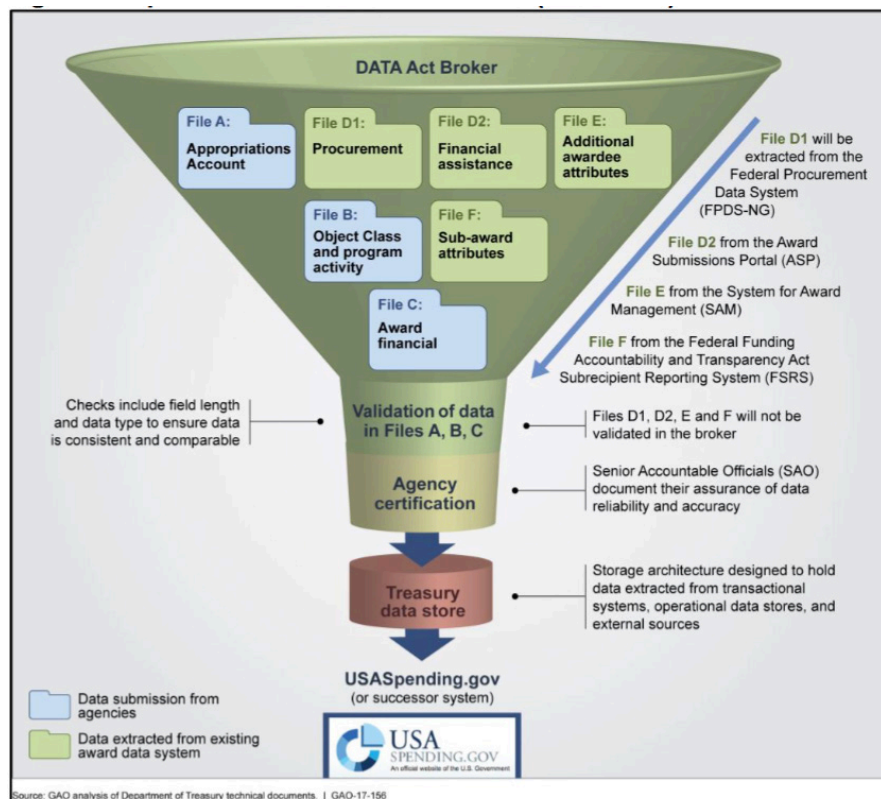 DATA Act Broker
File A:
Appropriations
Account
File D1:
Procurement
File D2:
Financial
assistance
File E:
Additional
awardee
attributes
File B:
Object Class
and program
activity
File F:
Sub-award
attributes
File C:
Award
financial
File D1 will be
extracted from the
Federal Procurement
Data System
(FPDS-NG)
File D2 from the Award
Submissions Portal (ASP)
File E from the System for Award
Management (SAM)
File F from the Federal Funding
Accountability and Transparency Act
Subrecipient Reporting System (FSRS)
Checks include field length
and data type to ensure data
is consistent and comparable
Validation of data
in Files A, B, C
Files D1, D2, E and F will not be
validated in the broker
Agency
certification
Senior Accountable Officials (SAO)
document their assurance of data
reliability and accuracy
Treasury
data store
Storage architecture designed to hold
data extracted from transactional
systems, operational data stores, and
external sources
USASpending.gov
(or successor system)
USA
SPENDING.GOV
An official website of the U.S. Government
Data submission from
agencies
Data extracted from existing
award data system
Source: GAO analysis of Department of Treasury technical documents. | GAO-17-156